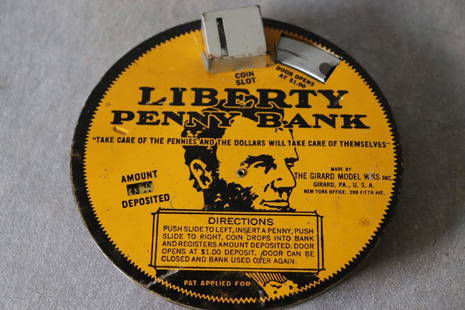 COIN
SLOT
DOOR OPENS
AT $1.00
LIBERTY
PENNY BANK
"TAKE CARE OF THE PENNIES AND THE DOLLARS WILL TAKE CARE OF THEMSELVES"
AMOUNT
DEPOSITED
MADE BY
THE GIRARD MODEL WKS INC.
GIRARD, PA., U. S. A.
NEW YORK OFFICE: 200 FIFTH AVE.
DIRECTIONS
PUSH SLIDE TO LEFT, INSERT A PENNY, PUSH
SLIDE TO RIGHT, COIN DROPS INTO BANK
AND REGISTERS AMOUNT DEPOSITED. DOOR
OPENS AT $1.00 DEPOSIT. DOOR CAN BE
CLOSED AND BANK USED OVER AGAIN.
PAT. APPLIED FOR